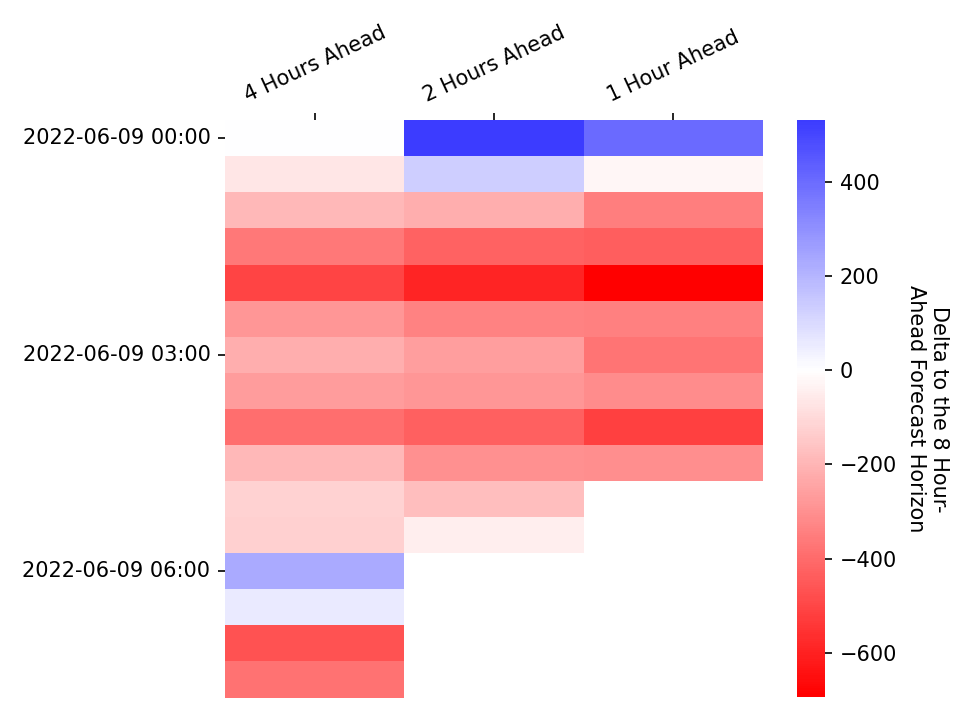 4 Hours Ahead
2 Hours Ahead
1 Hour Ahead
2022-06-09 00:00
2022-06-09 03:00
2022-06-09 06:00
400
200
0
−200
−400
−600
Delta to the 8 Hour-
Ahead Forecast Horizon